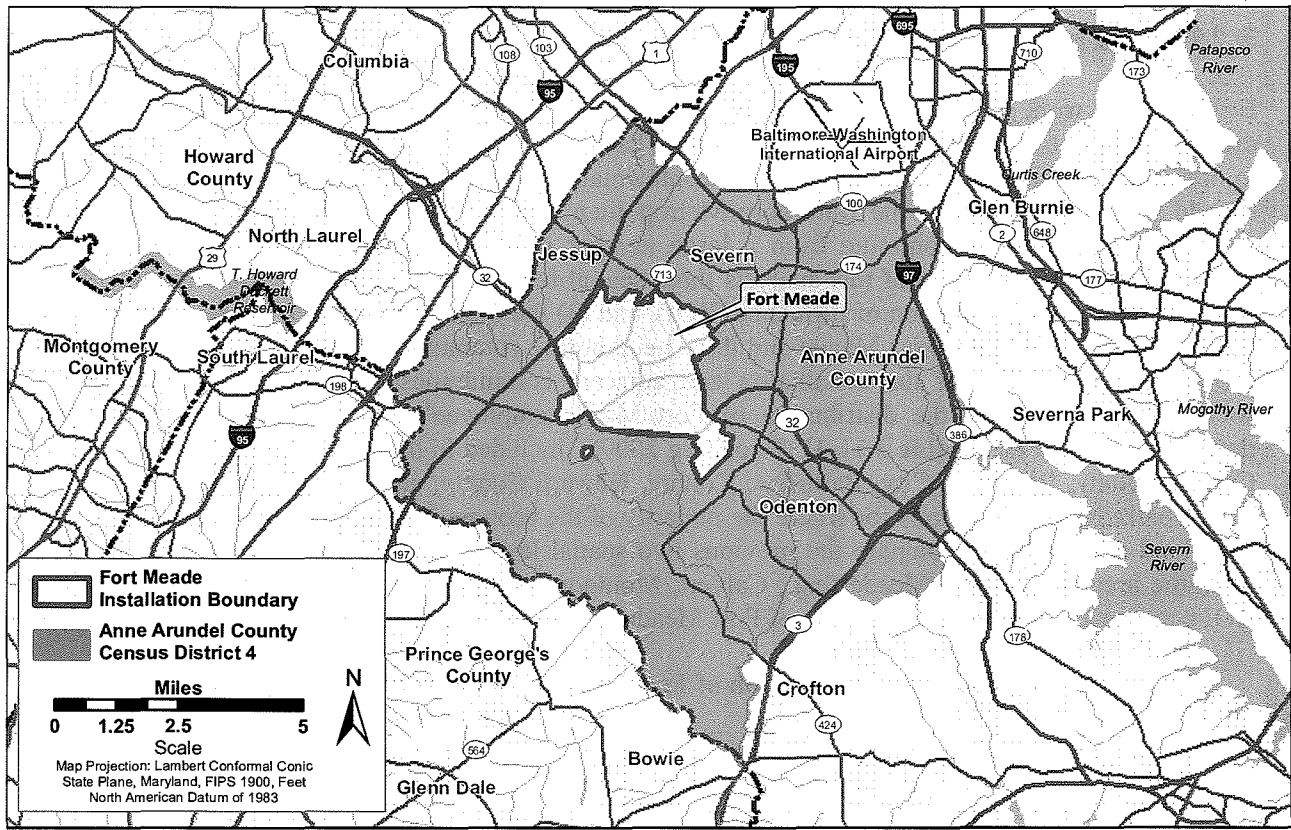 695
Patapsco
River
710
173
1
108
103
Columbia
195
95
Baltimore-Washington
International Airport
Howard
County
Curtis Creek
100
Glen Burnie
2
648
North Laurel
29
Jessup
Severn
713
174
97
177
32
T. Howard
Duckett
Reservoir
Fort Meade
Montgomery
County
South Laurel
198
Anne Arundel
County
Severna Park
Mogothy River
32
386
95
Odenton
Severn
River
197
Fort Meade
Installation Boundary
Anne Arundel County
Census District 4
3
178
Prince George's
County
Crofton
424
Miles
N
0 1.25 2.5 5
Scale
Map Projection: Lambert Conformal Conic
State Plane, Maryland, FIPS 1900, Feet
North American Datum of 1983
564
Bowie
Glenn Dale